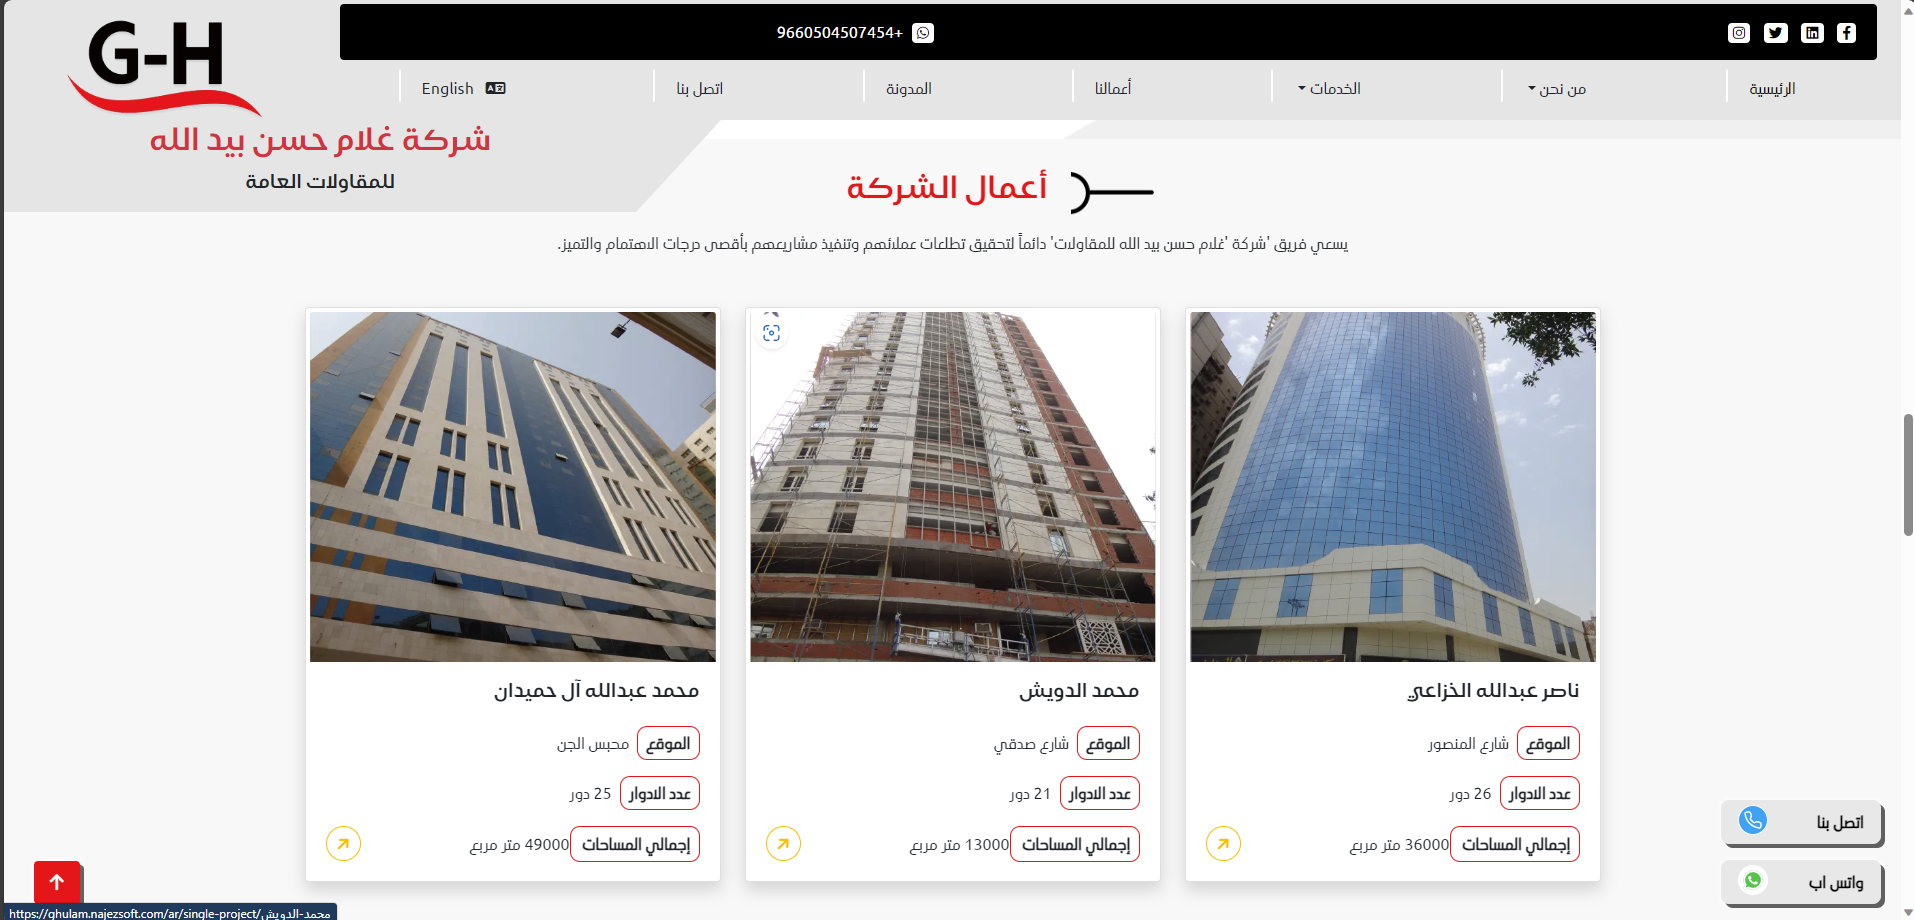 +9660504507454
الرئيسية
من نحن
الخدمات
أعمالنا
المدونة
اتصل بنا
English
G-H
شركة غلام حسن بيد الله
للمقاولات العامة
أعمال الشركة
يسعي فريق 'شركة 'غلام حسن بيد الله للمقاولات' دائماً لتحقيق تطلعات عملائهم وتنفيذ مشاريعهم بأقصى درجات الاهتمام والتميز.
ناصر عبدالله الخزاعي
الموقع شارع المنصور
عدد الادوار 26 دور
إجمالي المساحات 36000 متر مربع
محمد الدويش
الموقع شارع صدقي
عدد الادوار 21 دور
إجمالي المساحات 13000 متر مربع
محمد عبدالله آل حميدان
الموقع محبس الجن
عدد الادوار 25 دور
إجمالي المساحات 49000 متر مربع
اتصل بنا
واتس اب
https://ghulam.najezsoft.com/ar/single-project/محمد-الدويش